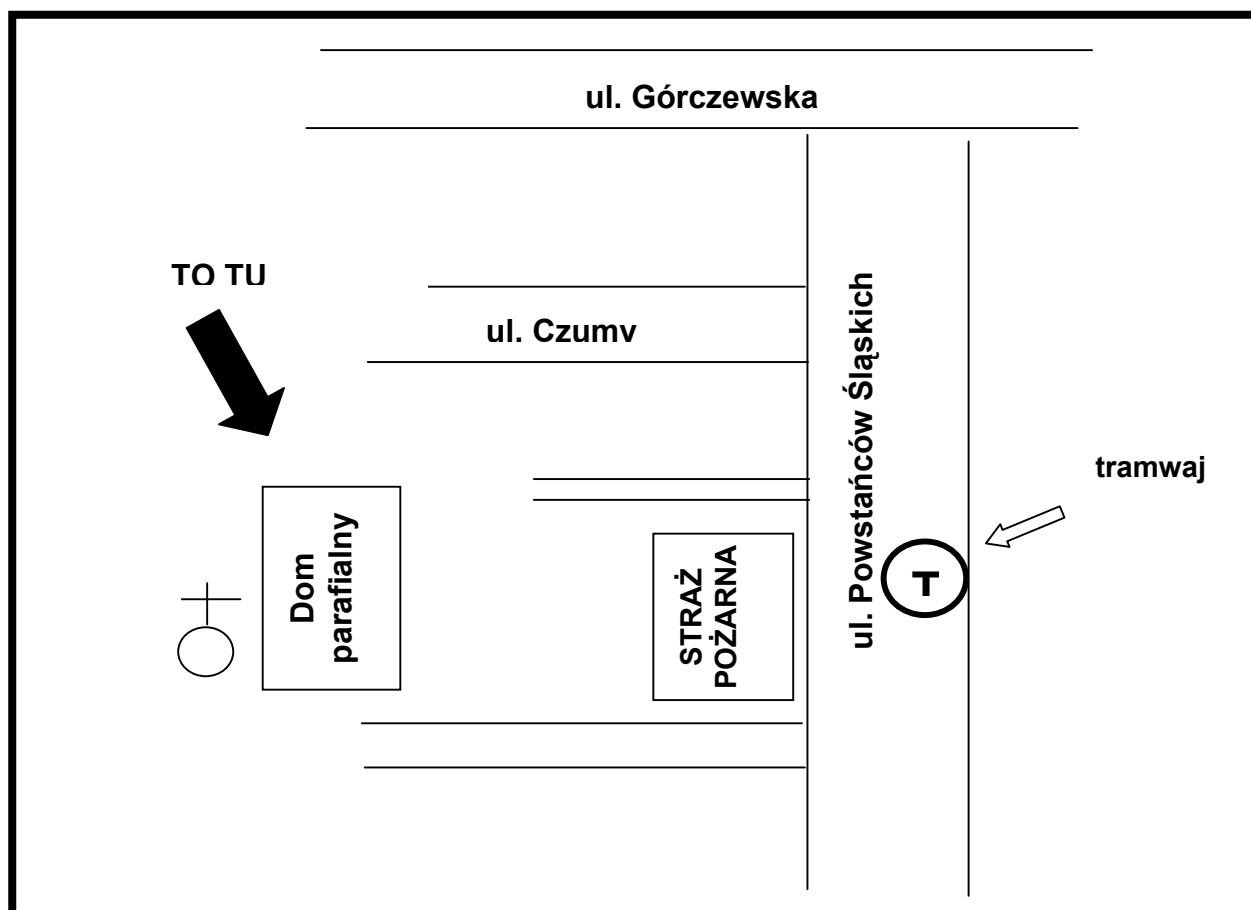 ul. Górczewska
TO TU
ul. Czumy
ul. Powstańców Śląskich
tramwaj
Dom
parafialny
STRAŻ
POŻARNA
T